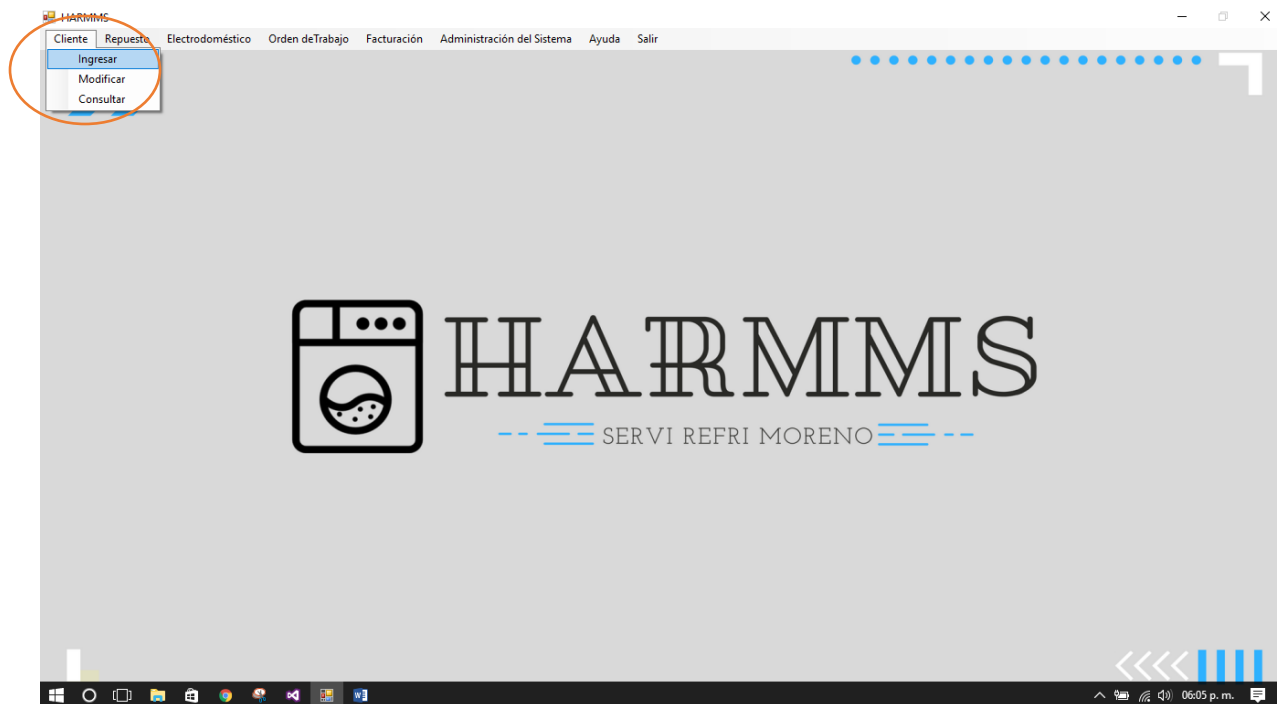 HARMMS
Cliente Repuesto Electrodoméstico Orden deTrabajo Facturación Administración del Sistema Ayuda Salir
Ingresar
Modificar
Consultar
HARMMS
SERVI REFRI MORENO
06:05 p. m.